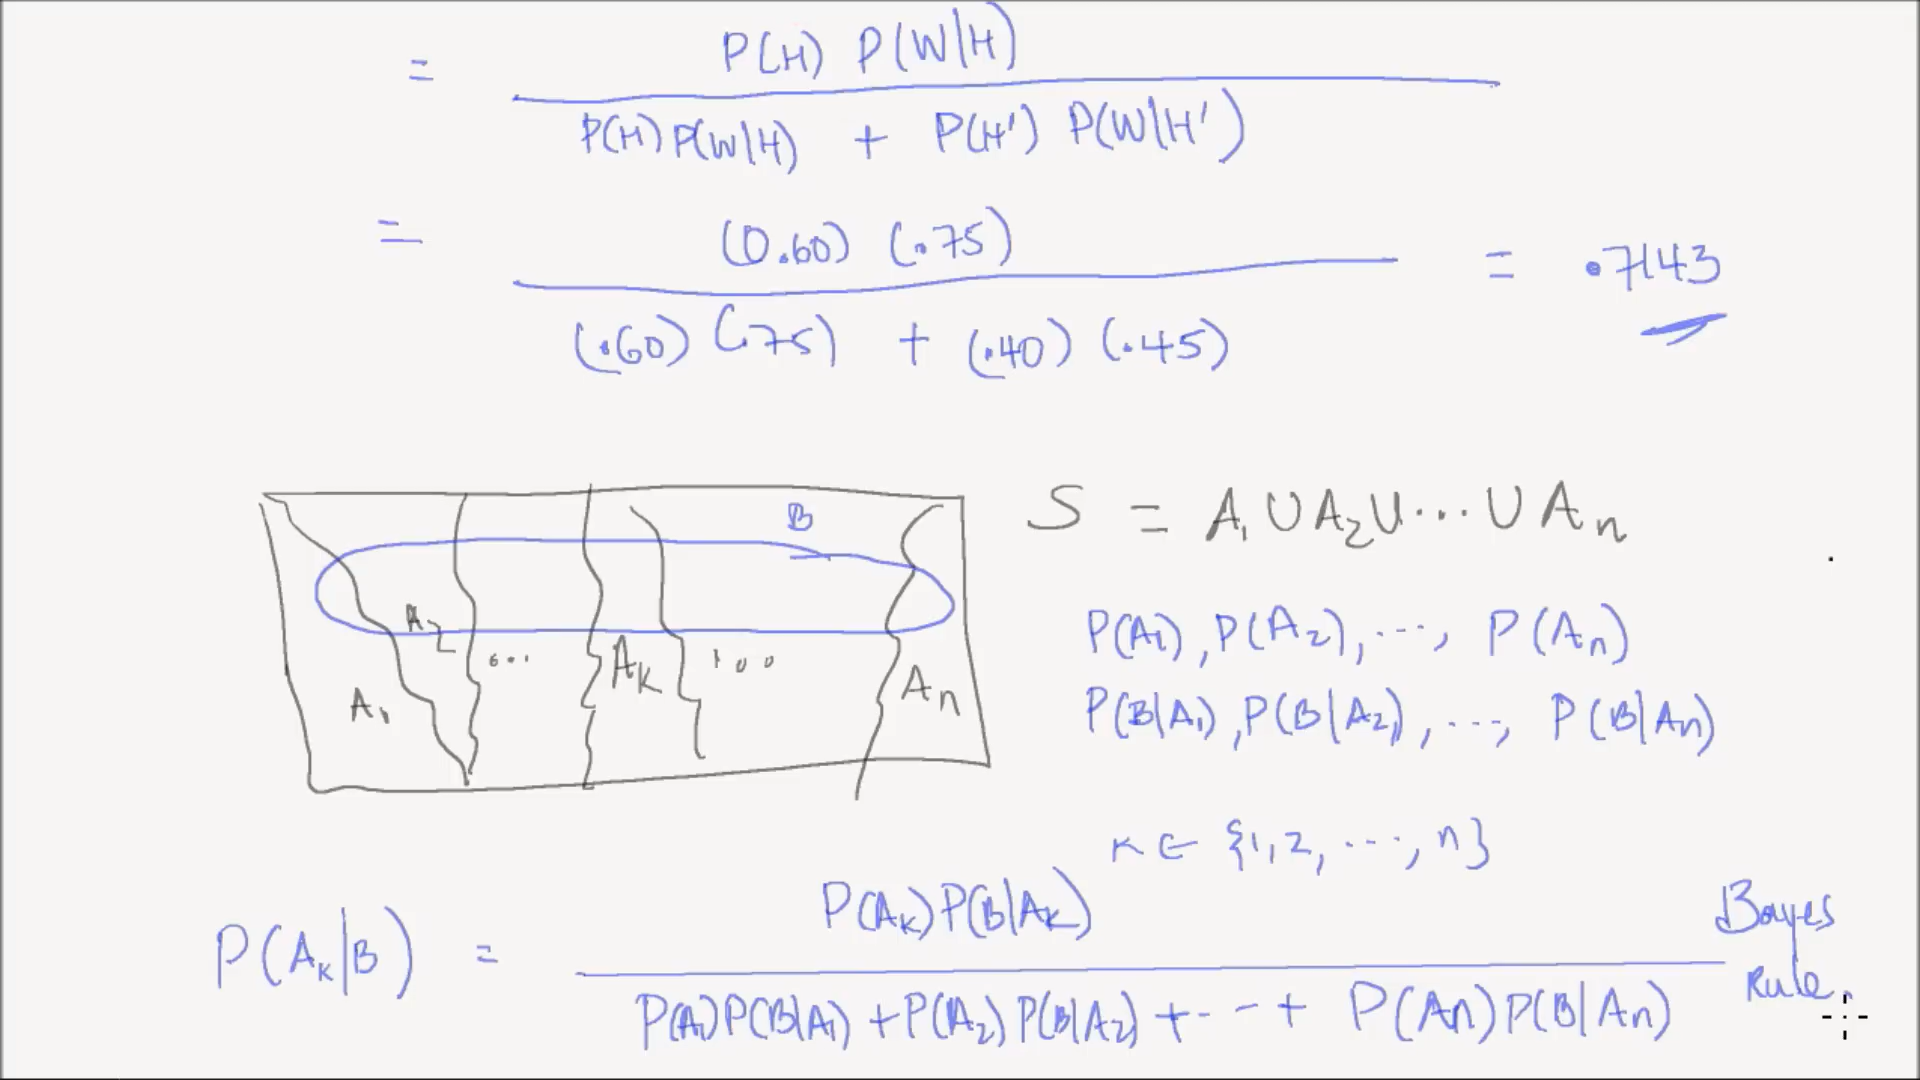 = P(H) P(W|H)
P(H) P(W|H) + P(H') P(W|H')
= (0.60) (.75)
= .7143
(.60) (.75) + (.40) (.45)
B
S = A₁ ∪ A₂ ∪ ... ∪ Aₙ
A₂
P(A₁), P(A₂), ..., P(Aₙ)
... Aₖ ...
A₁
Aₙ
P(B|A₁), P(B|A₂), ..., P(B|Aₙ)
K ∈ {1, 2, ..., n}
P(Aₖ) P(B|Aₖ)
Bayes
P(Aₖ|B) =
Rule
P(A₁) P(B|A₁) + P(A₂) P(B|A₂) + -- + P(Aₙ) P(B|Aₙ)